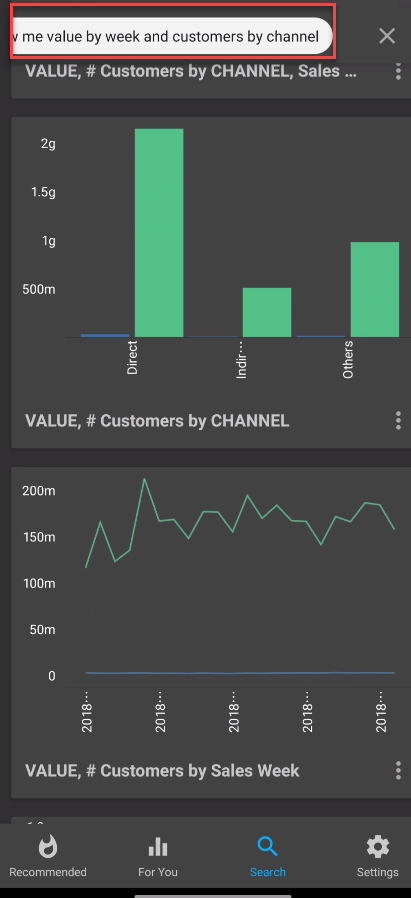 me value by week and customers by channel
VALUE, # Customers by CHANNEL, Sales ...
2g
1.5g
1g
500m
Direct
Indir···
Others
VALUE, # Customers by CHANNEL
200m
150m
100m
50m
0
2018···
2018···
2018···
2018···
2018···
VALUE, # Customers by Sales Week
Recommended
For You
Search
Settings